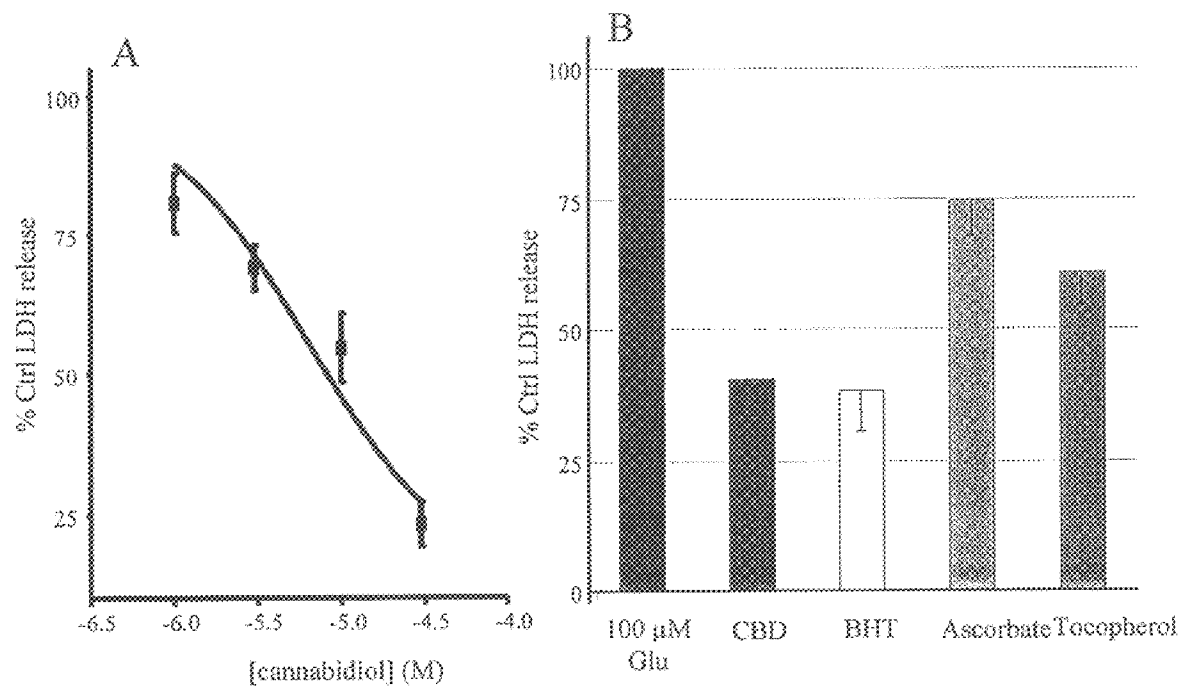 A
% Ctrl LDH release
100
75
50
25
-6.5 -6.0 -5.5 -5.0 -4.5 -4.0
[cannabidiol] (M)
B
% Ctrl LDH release
100
75
50
25
0
100 μM Glu
CBD
BHT
Ascorbate
Tocopherol